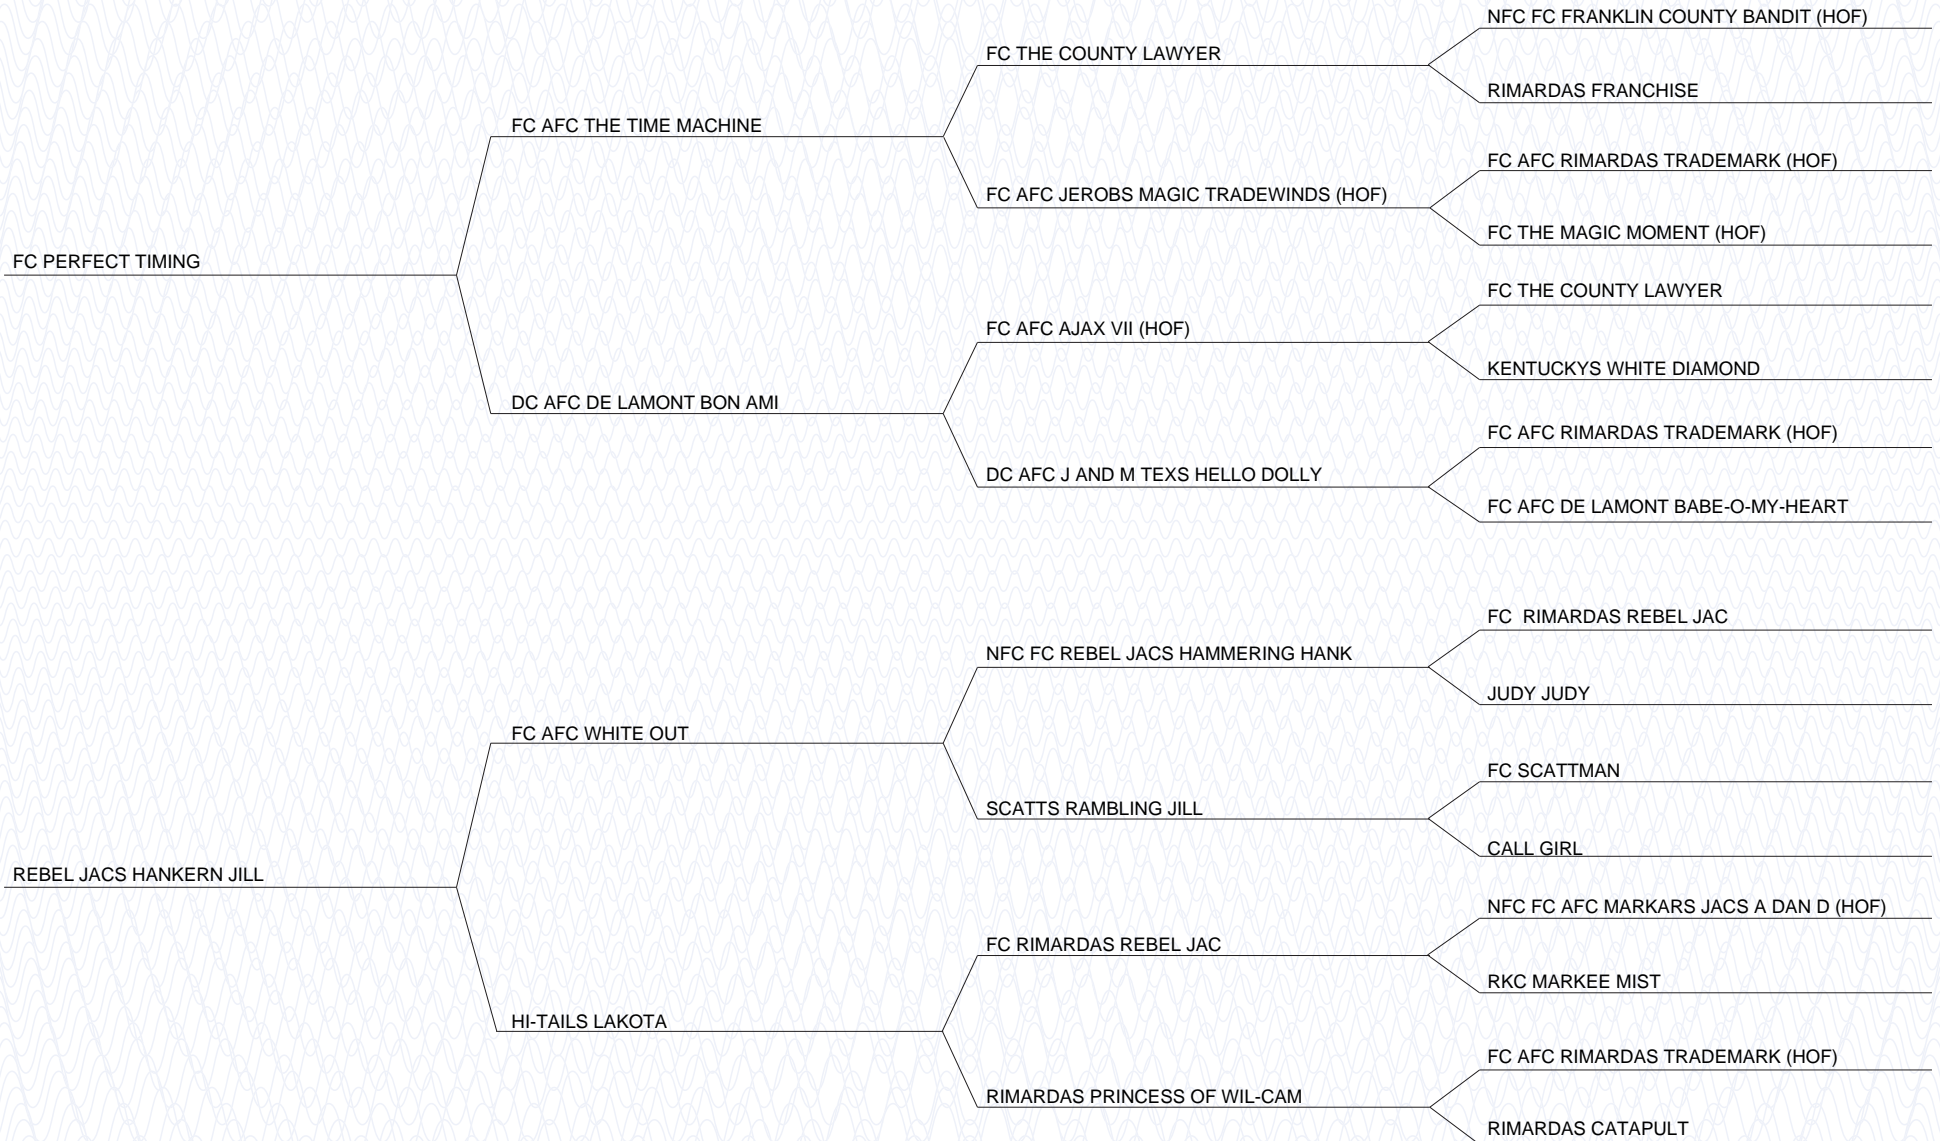 NFC FC FRANKLIN COUNTY BANDIT (HOF)
FC THE COUNTY LAWYER
RIMARDAS FRANCHISE
FC AFC THE TIME MACHINE
FC AFC RIMARDAS TRADEMARK (HOF)
FC AFC JEROBS MAGIC TRADEWINDS (HOF)
FC THE MAGIC MOMENT (HOF)
FC PERFECT TIMING
FC THE COUNTY LAWYER
FC AFC AJAX VII (HOF)
KENTUCKYS WHITE DIAMOND
DC AFC DE LAMONT BON AMI
FC AFC RIMARDAS TRADEMARK (HOF)
DC AFC J AND M TEXS HELLO DOLLY
FC AFC DE LAMONT BABE-O-MY-HEART
FC  RIMARDAS REBEL JAC
NFC FC REBEL JACS HAMMERING HANK
JUDY JUDY
FC AFC WHITE OUT
FC SCATTMAN
SCATTS RAMBLING JILL
CALL GIRL
REBEL JACS HANKERN JILL
NFC FC AFC MARKARS JACS A DAN D (HOF)
FC RIMARDAS REBEL JAC
RKC MARKEE MIST
HI-TAILS LAKOTA
FC AFC RIMARDAS TRADEMARK (HOF)
RIMARDAS PRINCESS OF WIL-CAM
RIMARDAS CATAPULT